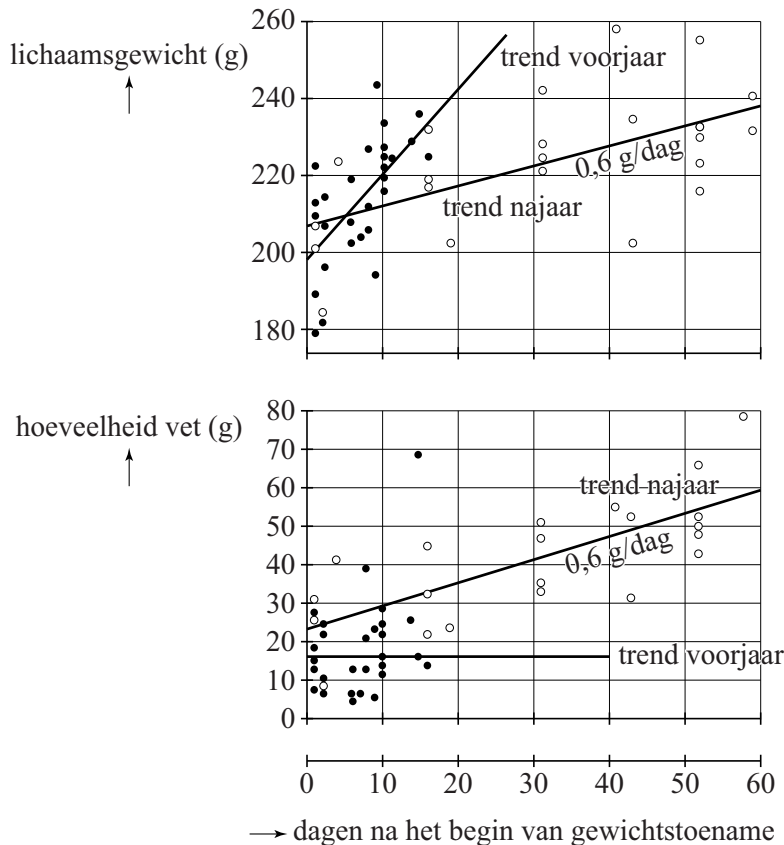 260
lichaamsgewicht (g)
trend voorjaar
240
0,6 g/dag
220
trend najaar
200
180
80
hoeveelheid vet (g)
70
60
trend najaar
50
0,6 g/dag
40
30
20
trend voorjaar
10
0
0 10 20 30 40 50 60
dagen na het begin van gewichtstoename